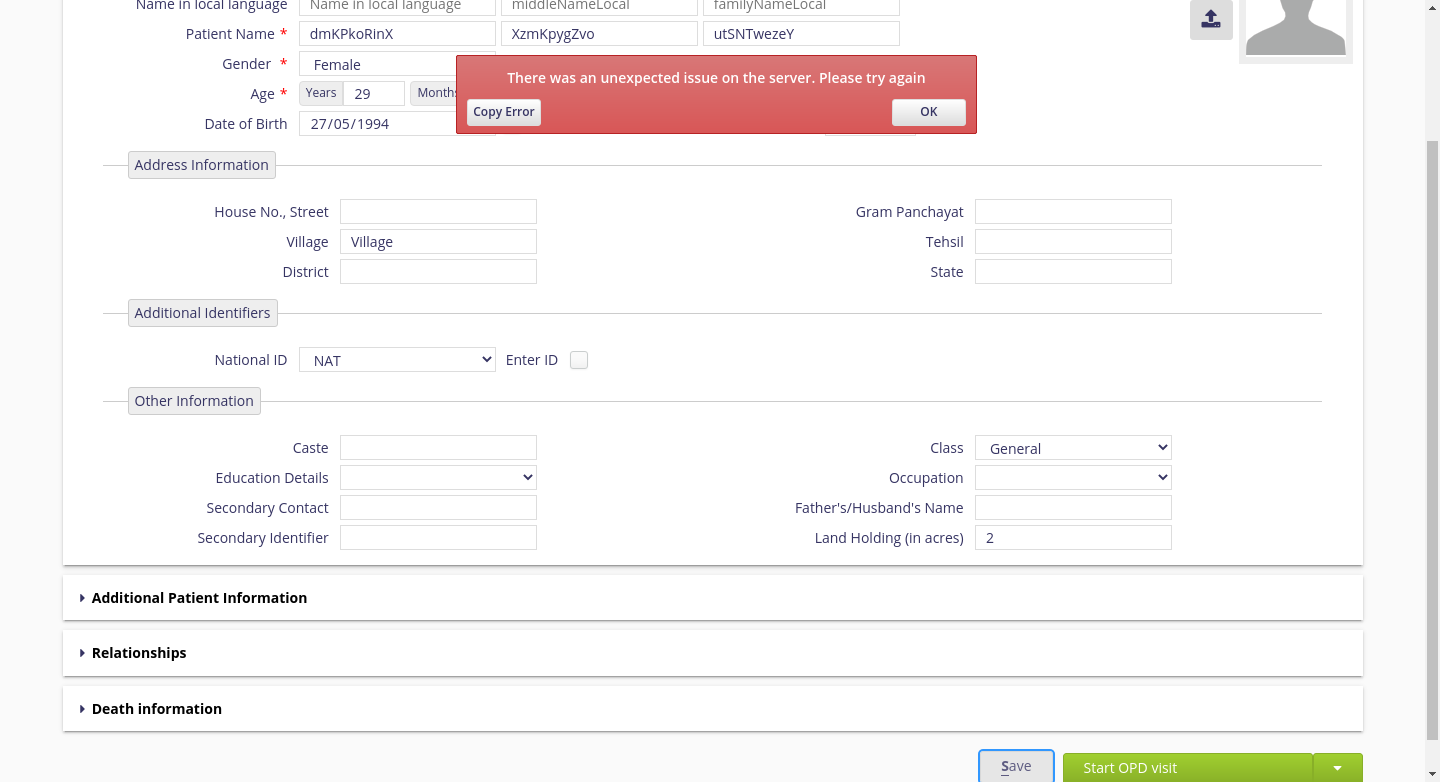 Name in local language Name in local language middleNameLocal familyNameLocal
Patient Name * dmKPkoRinX XzmKpygZvo utSNTwezeY
Gender * Female
There was an unexpected issue on the server. Please try again
Age * Years 29 Months
Copy Error OK
Date of Birth 27/05/1994
Address Information
House No., Street Gram Panchayat
Village Village Tehsil
District State
Additional Identifiers
National ID NAT Enter ID
Other Information
Caste Class General
Education Details Occupation
Secondary Contact Father's/Husband's Name
Secondary Identifier Land Holding (in acres) 2
Additional Patient Information
Relationships
Death information
Save Start OPD visit